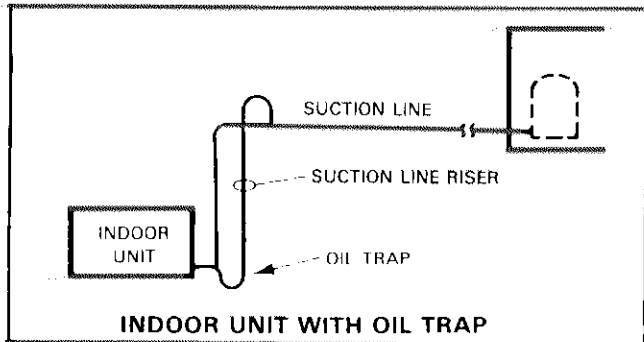 SUCTION LINE
SUCTION LINE RISER
INDOOR
UNIT
OIL TRAP
INDOOR UNIT WITH OIL TRAP